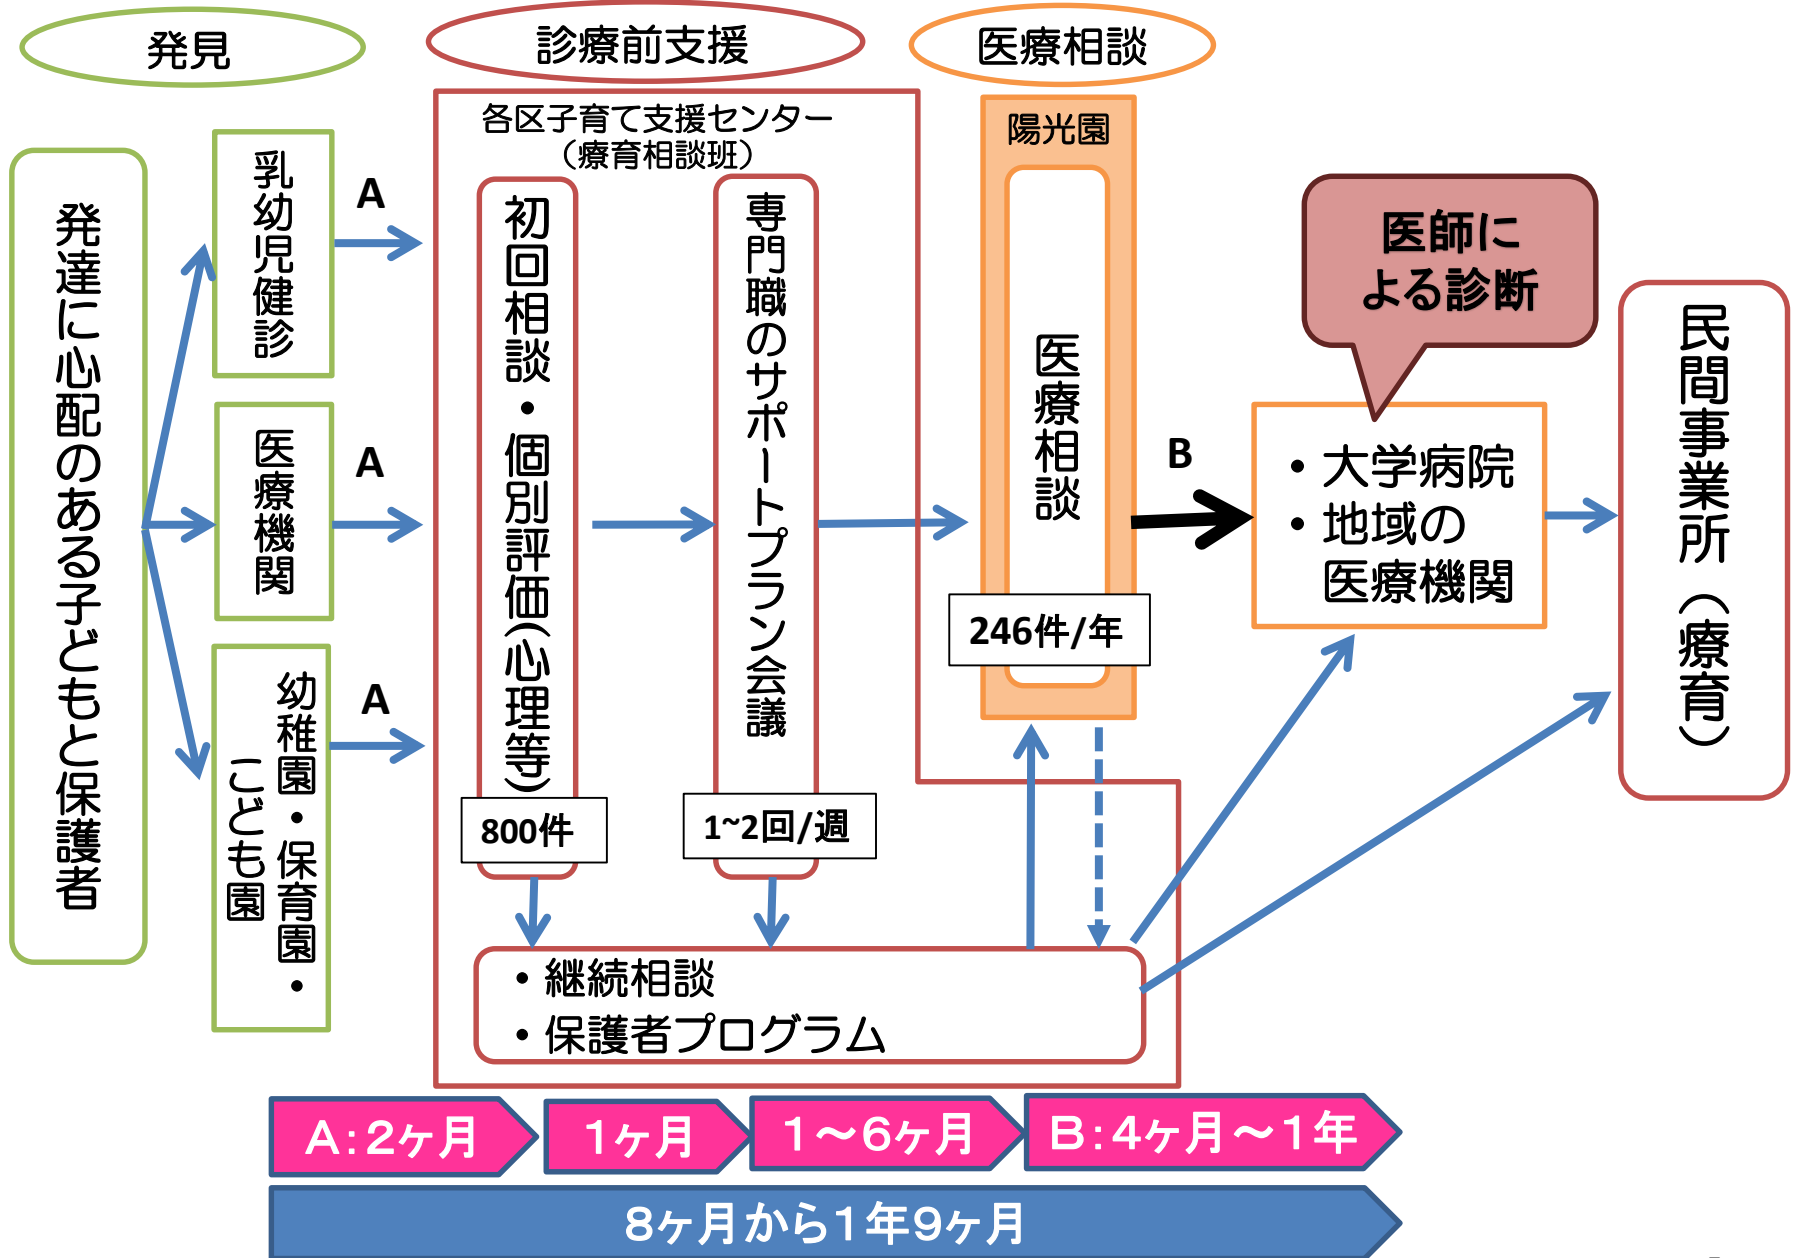 発見
診療前支援
医療相談
発達に心配のある子どもと保護者
乳幼児健診
A
医療機関
A
幼稚園・保育園・
こども園
A
各区子育て支援センター
（療育相談班）
初回相談・個別評価(心理等)
800件
専門職のサポートプラン会議
1~2回/週
・継続相談
・保護者プログラム
陽光園
医療相談
246件/年
B
医師に
よる診断
・大学病院
・地域の
医療機関
民間事業所（療育）
A：2ヶ月
1ヶ月
1～6ヶ月
B：4ヶ月～1年
8ヶ月から1年9ヶ月